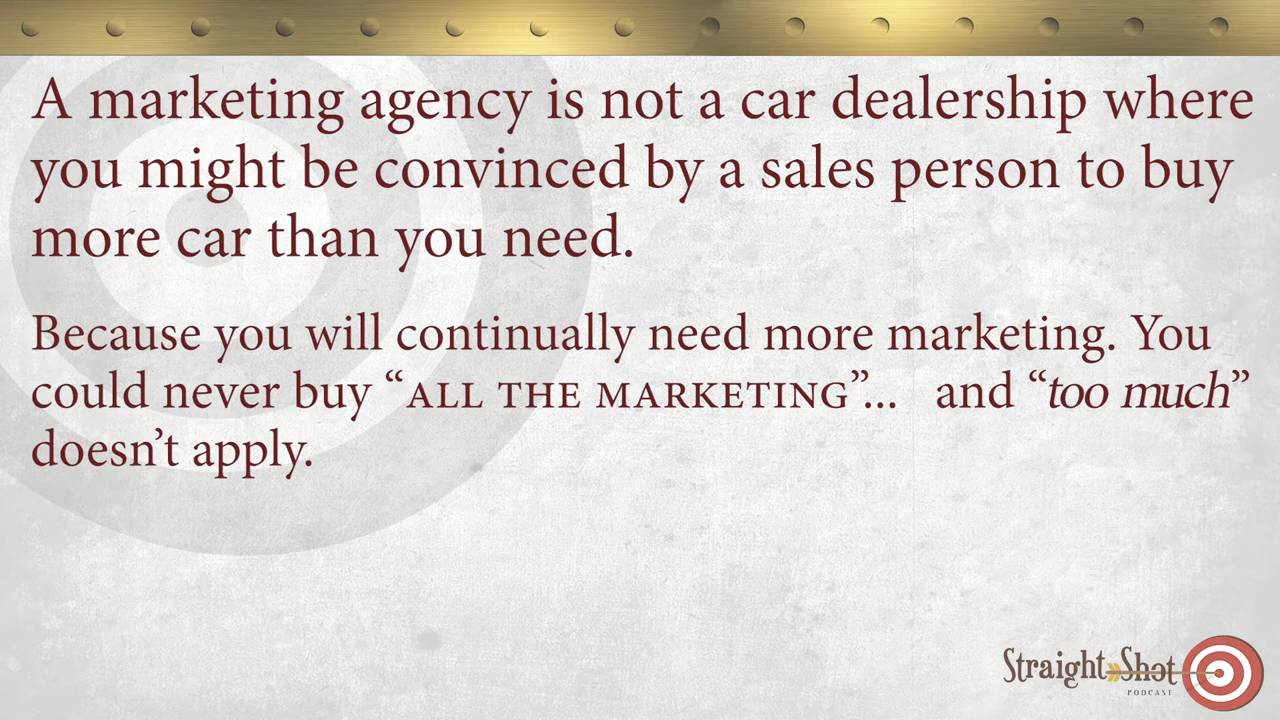 A marketing agency is not a car dealership where
you might be convinced by a sales person to buy
more car than you need.
Because you will continually need more marketing. You
could never buy “ALL THE MARKETING”... and “too much”
doesn’t apply.
Straight Shot
PODCAST